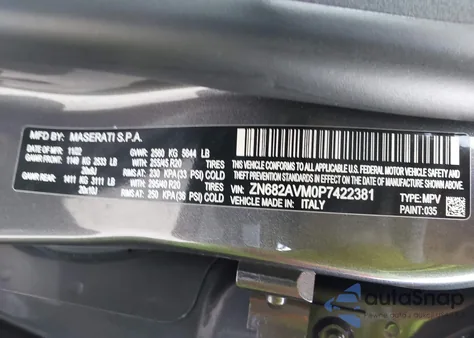 MFD BY: MASERATI S.P.A.
DATE OF MFR: 11/22 GVWR: 2560 KG 5644 LB
GAWR FRONT: 1149 KG 2533 LB TIRES 255/45 R20
RIMS AT: 230 KPA (33 PSI) COLD
GAWR REAR: 1411 KG 3111 LB TIRES 295/40 R20
RIMS AT: 250 KPA (36 PSI) COLD
THIS VEHICLE CONFORMS TO ALL APPLICABLE
FEDERAL MOTOR VEHICLE SAFETY,
BUMPER, AND THEFT PREVENTION STANDARDS
IN EFFECT ON THE DATE OF MANUFACTURE SHOWN ABOVE.
VIN: ZN682AVM0P7422381
VEHICLE MADE IN: ITALY
TYPE: MPV
PAINT: 035
autoSnap